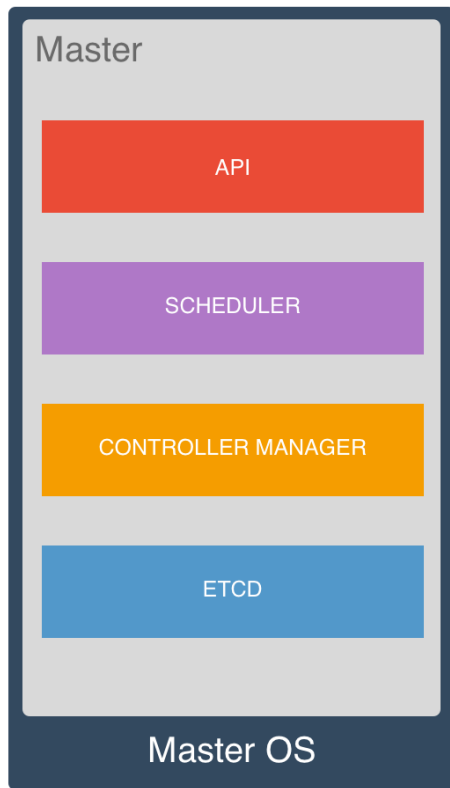 Master
API
SCHEDULER
CONTROLLER MANAGER
ETCD
Master OS